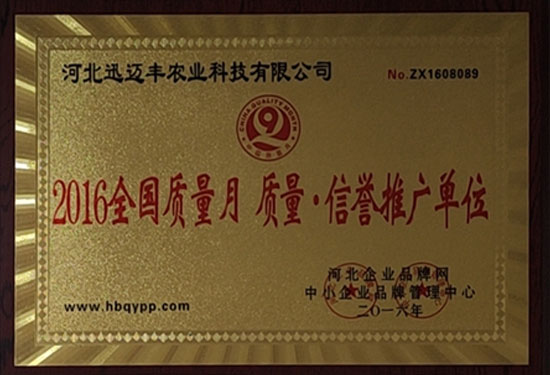 河北迅迈丰农业科技有限公司
No.ZX1608089
CHINA QUALITY MONTH
2016全国质量月 质量·信誉推广单位
河北企业品牌网
中小企业品牌管理中心
www.hbqypp.com
二〇一六年